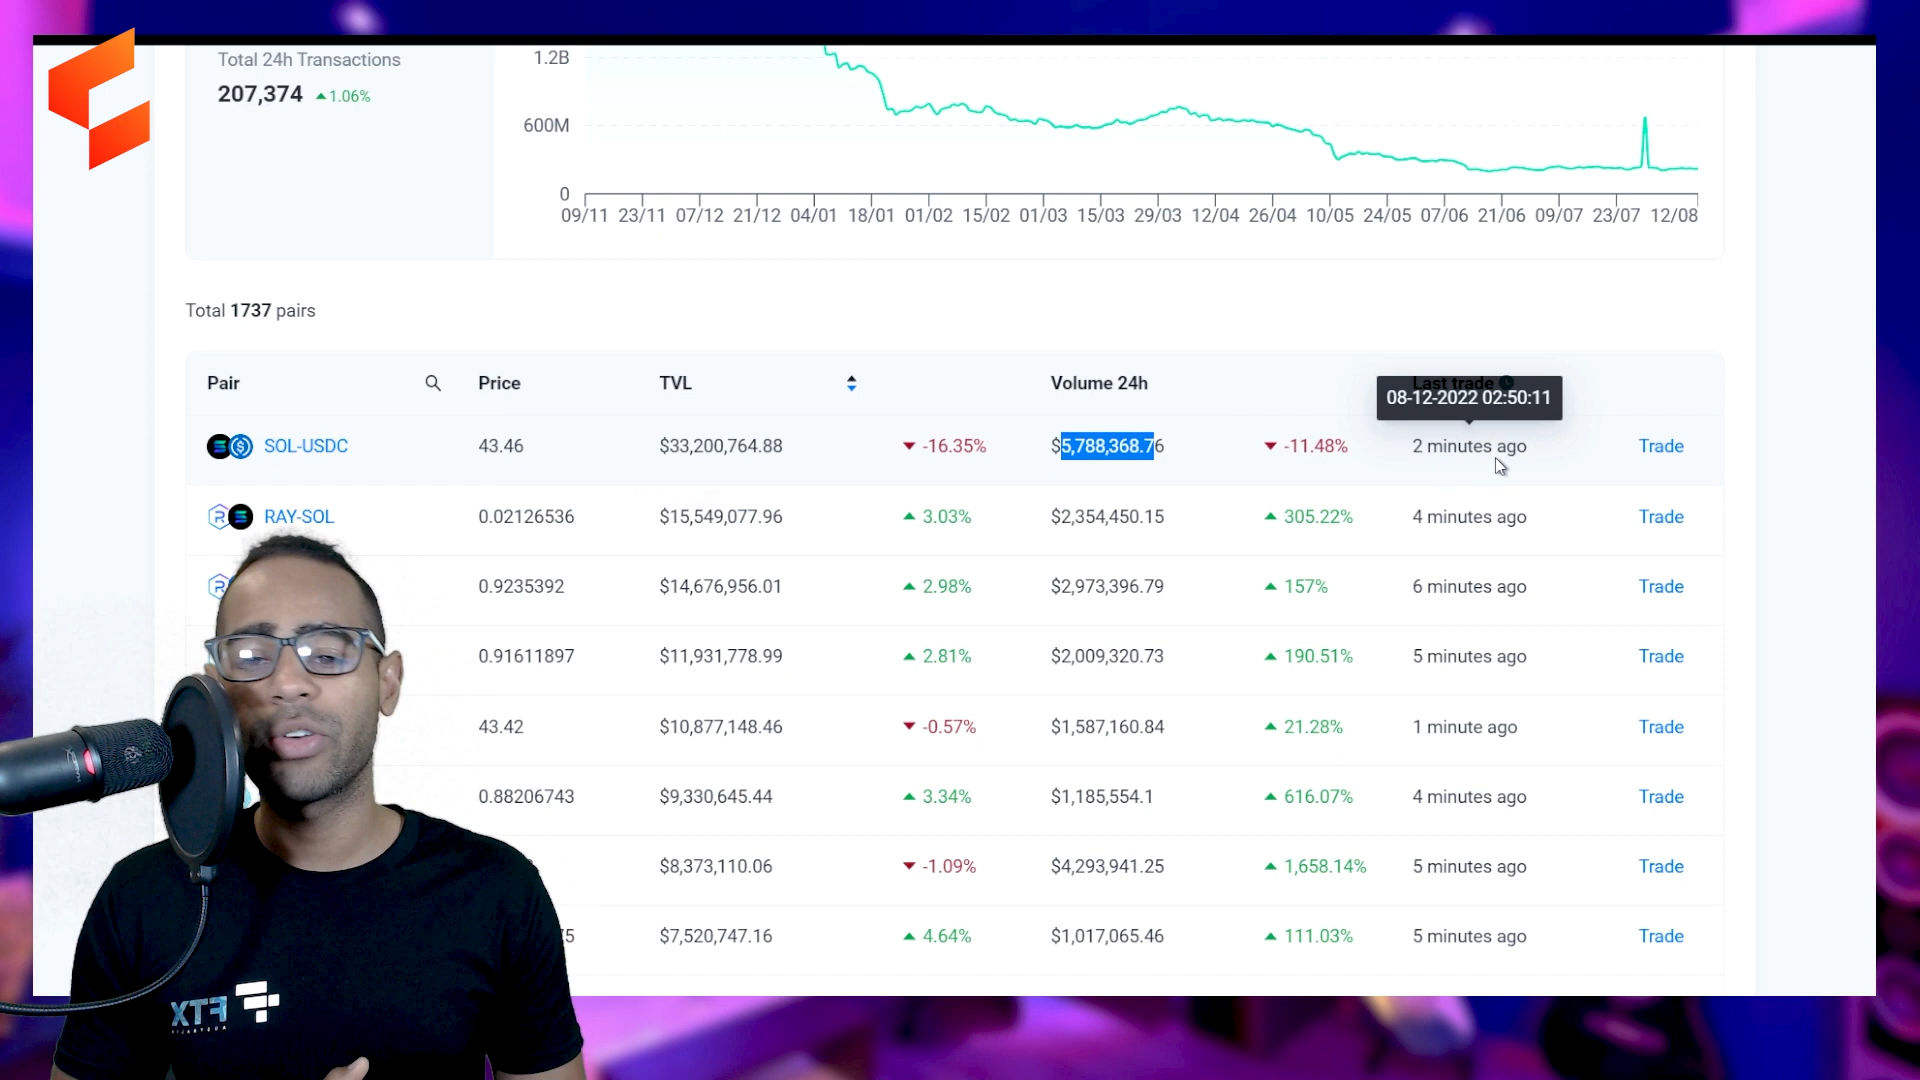 Total 24h Transactions
207,374 1.06%
1.2B
600M
0
09/11 23/11 07/12 21/12 04/01 18/01 01/02 15/02 01/03 15/03 29/03 12/04 26/04 10/05 24/05 07/06 21/06 09/07 23/07 12/08
Total 1737 pairs
Pair Price TVL Volume 24h Last trade
08-12-2022 02:50:11
SOL-USDC 43.46 $33,200,764.88 -16.35% $5,788,368.76 -11.48% 2 minutes ago Trade
RAY-SOL 0.02126536 $15,549,077.96 3.03% $2,354,450.15 305.22% 4 minutes ago Trade
0.9235392 $14,676,956.01 2.98% $2,973,396.79 157% 6 minutes ago Trade
0.91611897 $11,931,778.99 2.81% $2,009,320.73 190.51% 5 minutes ago Trade
43.42 $10,877,148.46 -0.57% $1,587,160.84 21.28% 1 minute ago Trade
0.88206743 $9,330,645.44 3.34% $1,185,554.1 616.07% 4 minutes ago Trade
$8,373,110.06 -1.09% $4,293,941.25 1,658.14% 5 minutes ago Trade
5 $7,520,747.16 4.64% $1,017,065.46 111.03% 5 minutes ago Trade
FTX